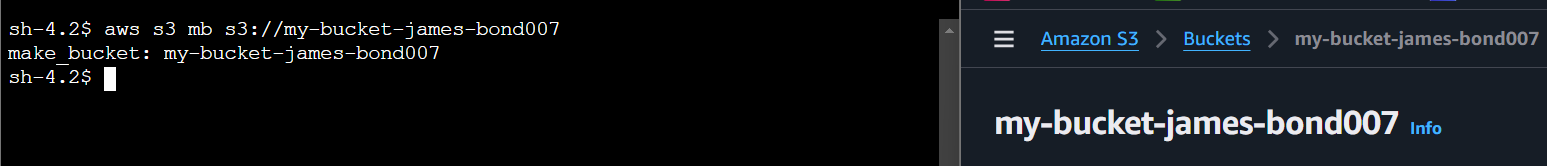 sh-4.2$ aws s3 mb s3://my-bucket-james-bond007
make_bucket: my-bucket-james-bond007
sh-4.2$
Amazon S3 > Buckets > my-bucket-james-bond007
my-bucket-james-bond007 Info